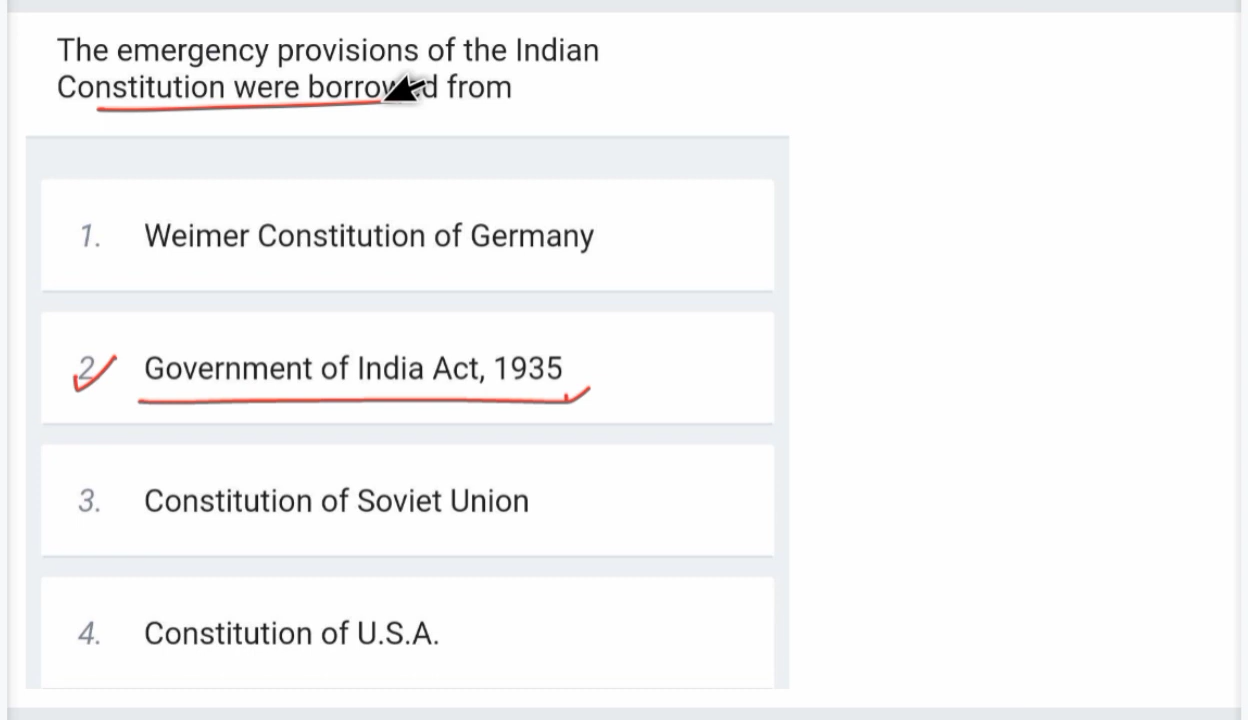 The emergency provisions of the Indian
Constitution were borrowed from
1. Weimer Constitution of Germany
2 Government of India Act, 1935
3. Constitution of Soviet Union
4. Constitution of U.S.A.